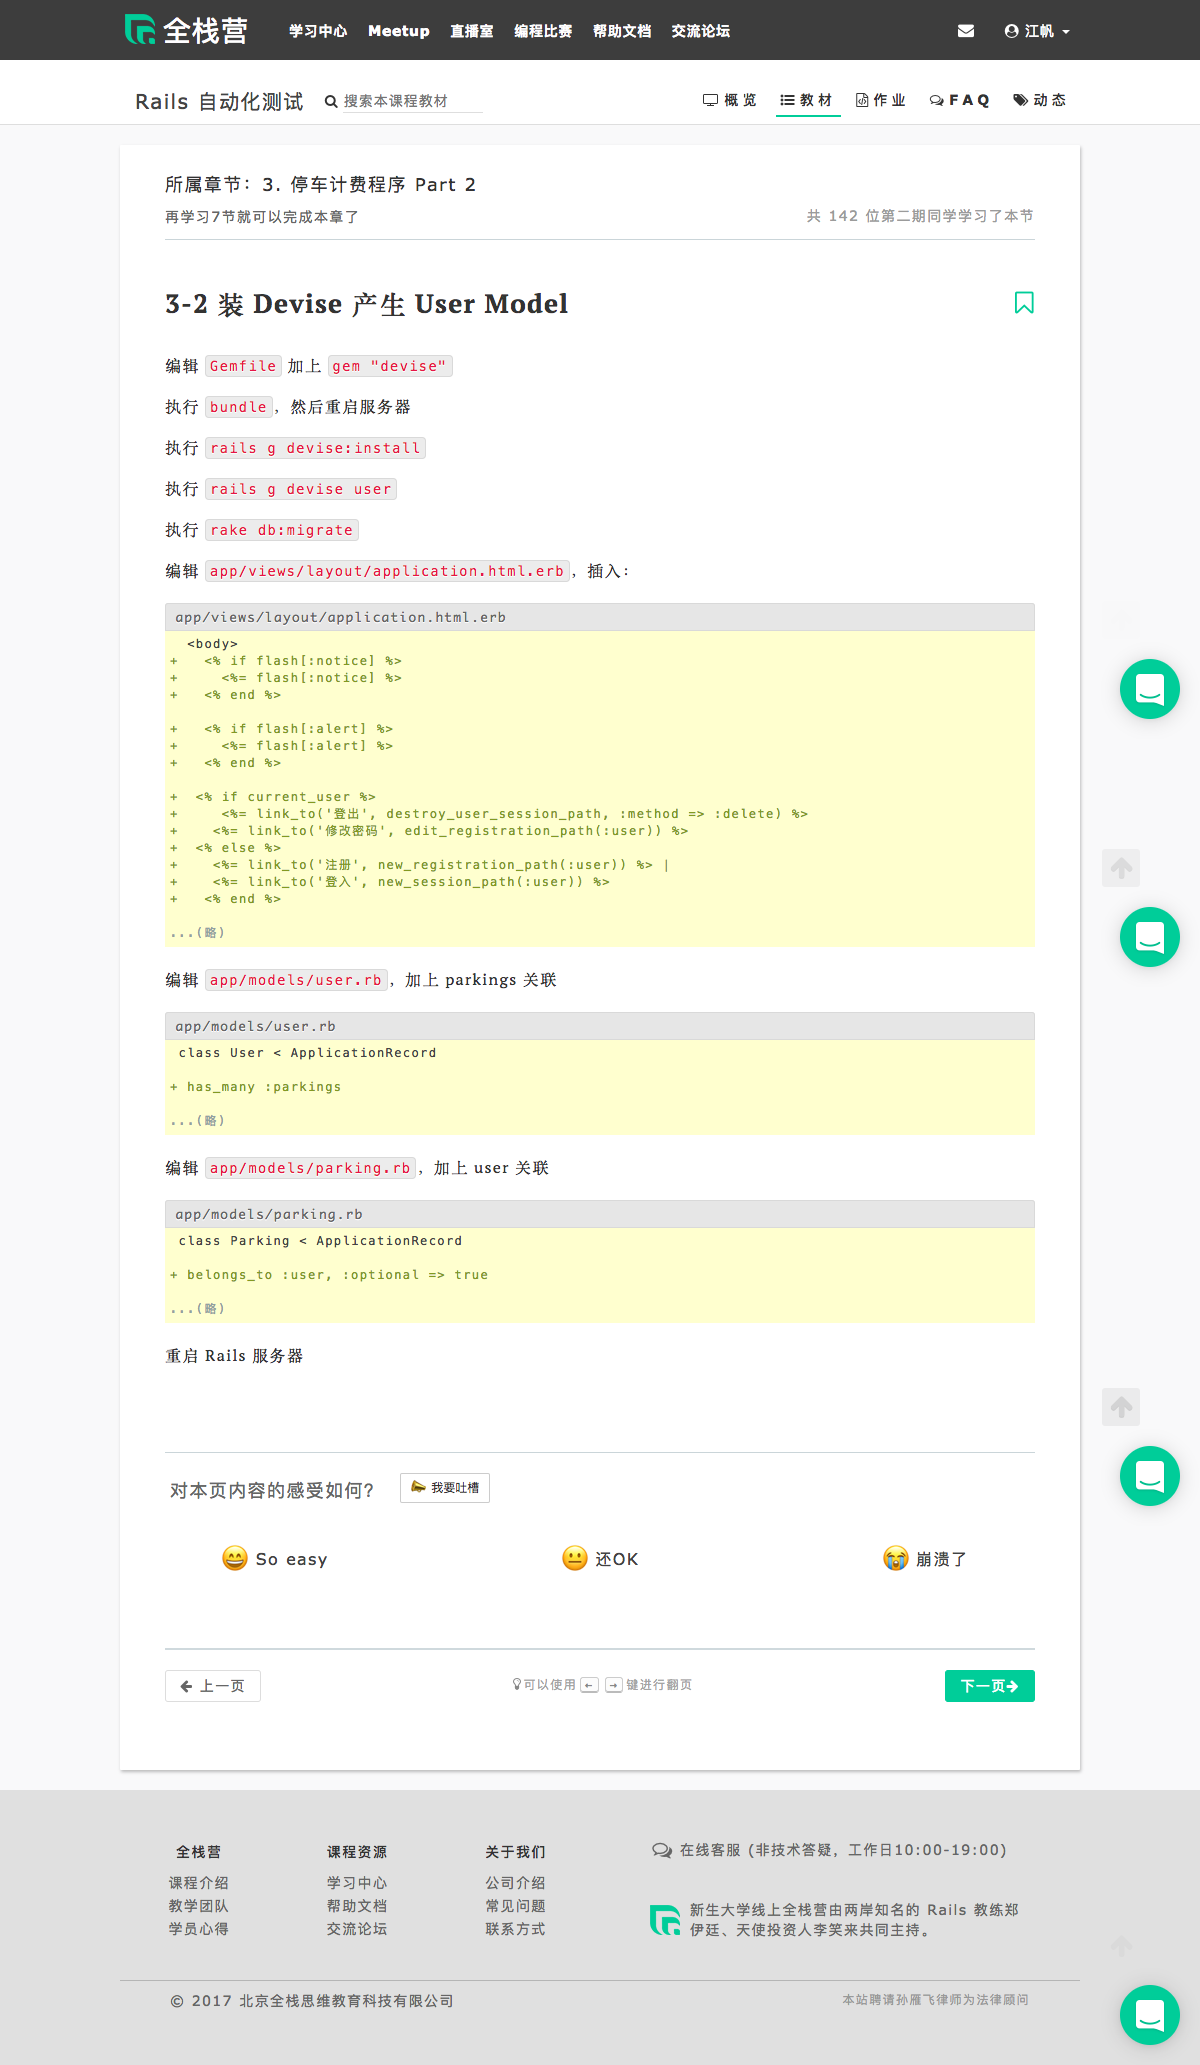 全栈营 学习中心 Meetup 直播室 编程比赛 帮助文档 交流论坛 江帆
Rails 自动化测试 搜索本课程教材 概览 教材 作业 FAQ 动态
所属章节：3. 停车计费程序 Part 2
再学习7节就可以完成本章了 共 142 位第二期同学学习了本节
3-2 装 Devise 产生 User Model
编辑 Gemfile 加上 gem "devise"
执行 bundle，然后重启服务器
执行 rails g devise:install
执行 rails g devise user
执行 rake db:migrate
编辑 app/views/layout/application.html.erb，插入：
app/views/layout/application.html.erb
<body>
+   <% if flash[:notice] %>
+     <%= flash[:notice] %>
+   <% end %>
+   <% if flash[:alert] %>
+     <%= flash[:alert] %>
+   <% end %>
+  <% if current_user %>
+     <%= link_to('登出', destroy_user_session_path, :method => :delete) %>
+    <%= link_to('修改密码', edit_registration_path(:user)) %>
+  <% else %>
+    <%= link_to('注册', new_registration_path(:user)) %> |
+    <%= link_to('登入', new_session_path(:user)) %>
+   <% end %>
...(略)
编辑 app/models/user.rb，加上 parkings 关联
app/models/user.rb
class User < ApplicationRecord
+ has_many :parkings
...(略)
编辑 app/models/parking.rb，加上 user 关联
app/models/parking.rb
class Parking < ApplicationRecord
+ belongs_to :user, :optional => true
...(略)
重启 Rails 服务器
对本页内容的感受如何？ 我要吐槽
So easy 还OK 崩溃了
← 上一页 可以使用 ← → 键进行翻页 下一页→
全栈营 课程资源 关于我们 在线客服 (非技术答疑，工作日10:00-19:00)
课程介绍 学习中心 公司介绍
教学团队 帮助文档 常见问题 新生大学线上全栈营由两岸知名的 Rails 教练郑
学员心得 交流论坛 联系方式 伊廷、天使投资人李笑来共同主持。
© 2017 北京全栈思维教育科技有限公司 本站聘请孙雁飞律师为法律顾问